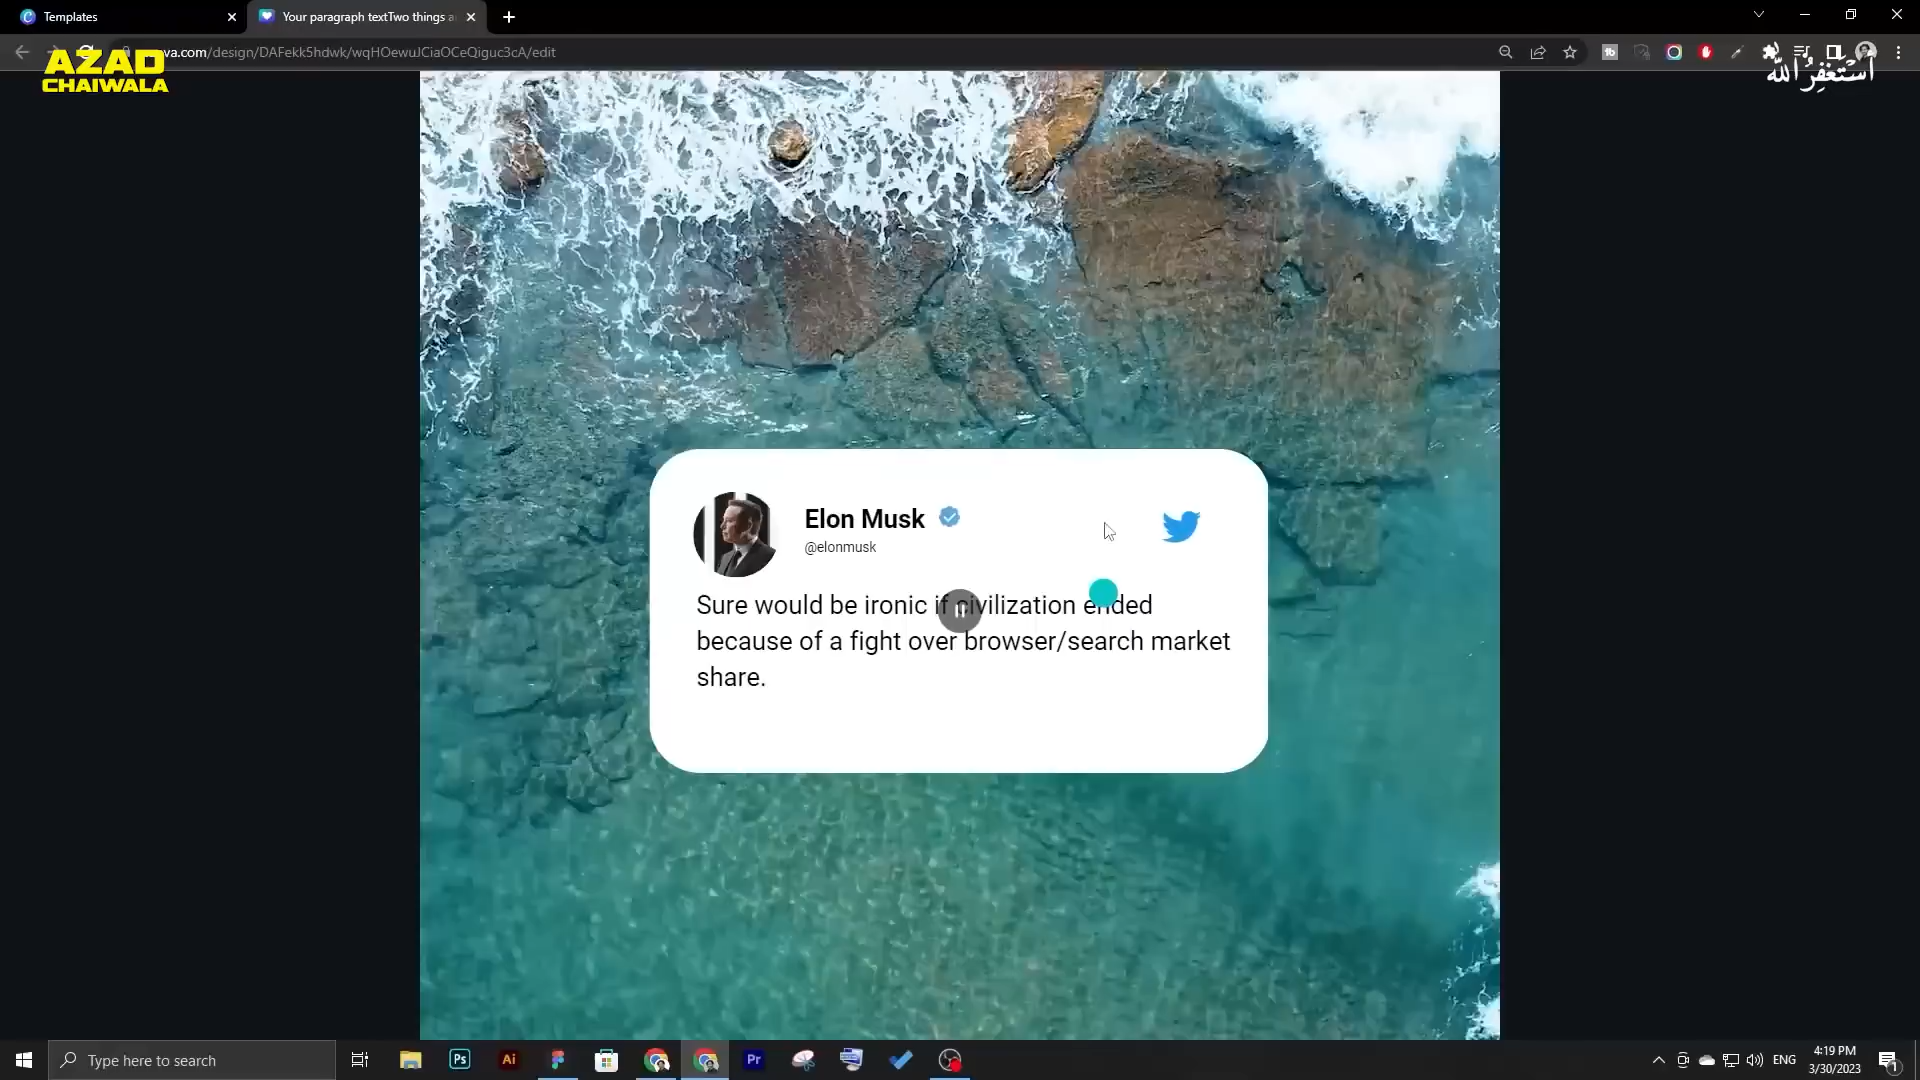 Templates
Your paragraph textTwo things a
va.com/design/DAFekk5hdwk/wqHOewuJCiaOCeQiguc3cA/edit
AZAD
CHAIWALA
أستغفر الله
Elon Musk
@elonmusk
Sure would be ironic if civilization ended
because of a fight over browser/search market
share.
Type here to search
Ps
Ai
Pr
ENG
4:19 PM
3/30/2023
1